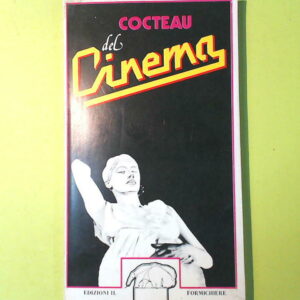 COCTEAU
del
Cinema
EDIZIONI IL FORMICHIERE